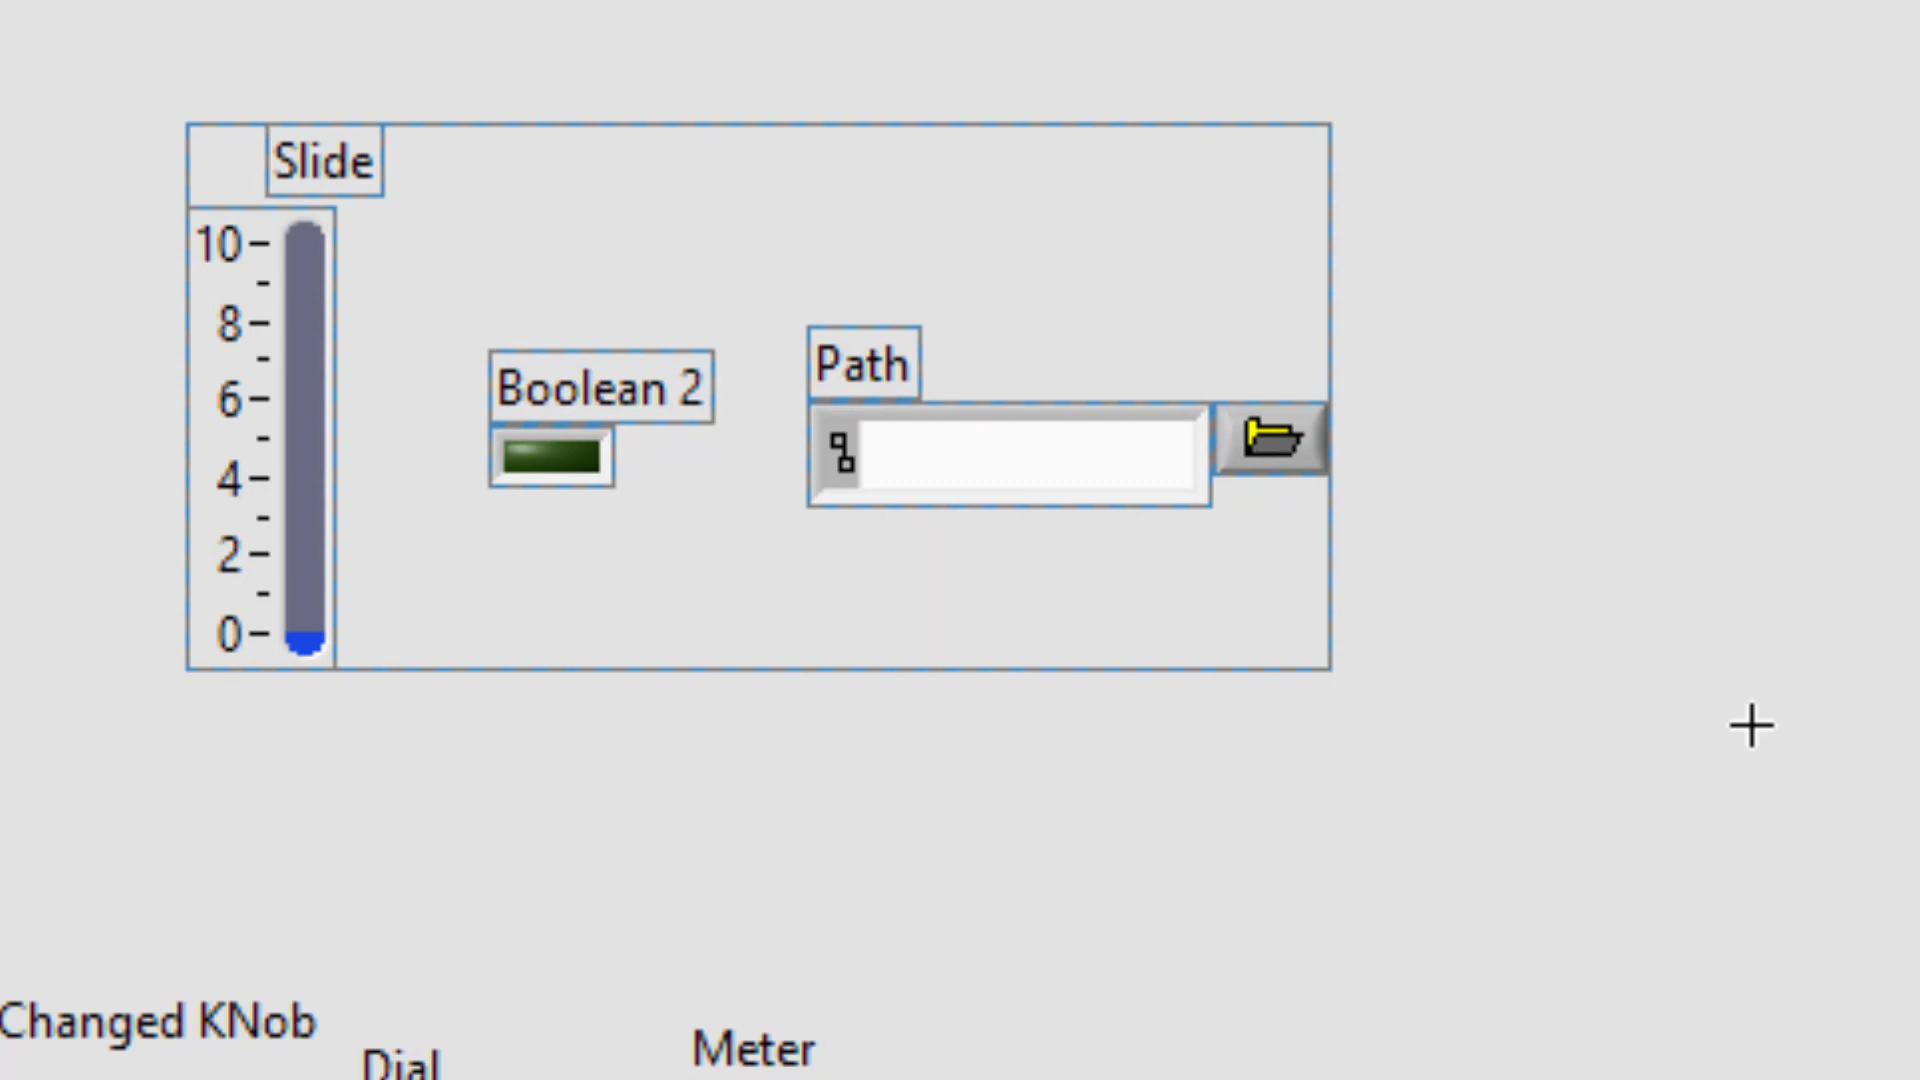 Slide
10
8
6
4
2
0
Boolean 2
Path
Changed KNob
Dial
Meter